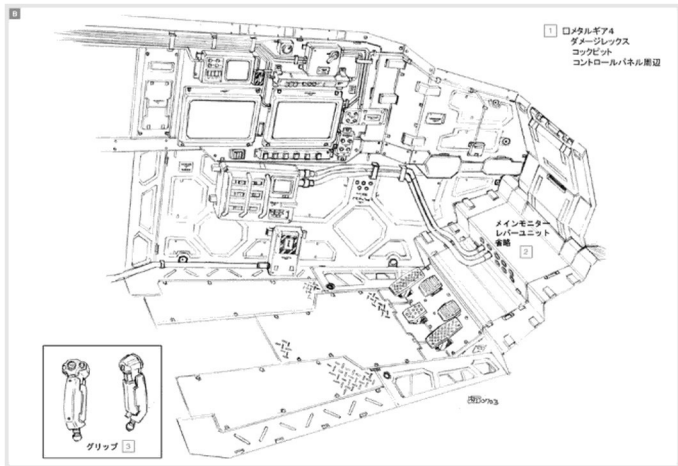 B
1 ロメタルギア4
ダメージレックス
コックピット
コントロールパネル周辺
メインモニター
レバーユニット
省略
2
グリップ 3